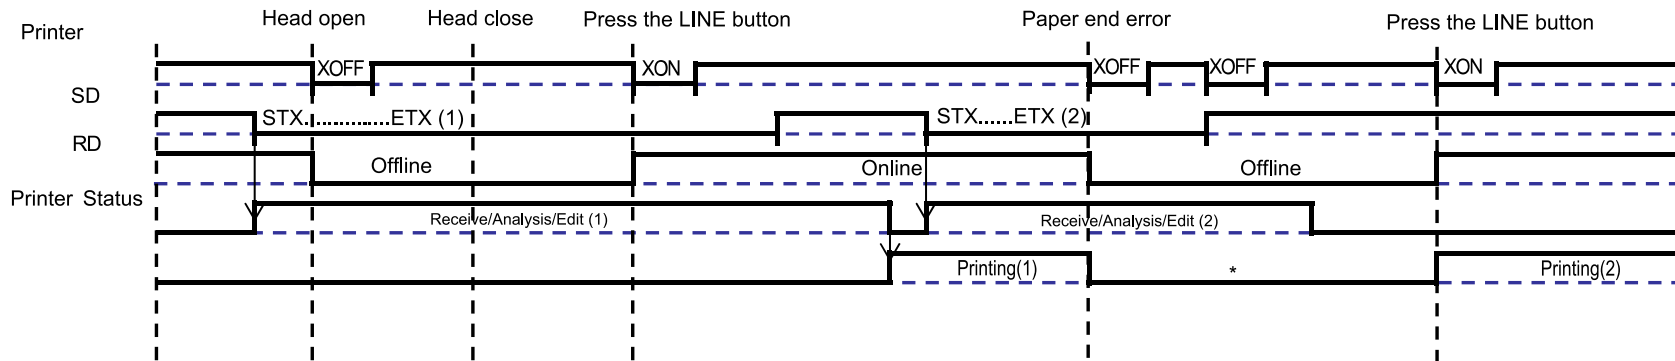 Head open
Head close
Press the LINE button
Paper end error
Press the LINE button
Printer
XOFF
XON
XOFF
XOFF
XON
SD
STX..............ETX (1)
STX......ETX (2)
RD
Offline
Online
Offline
Printer Status
Receive/Analysis/Edit (1)
Receive/Analysis/Edit (2)
Printing(1)
*
Printing(2)